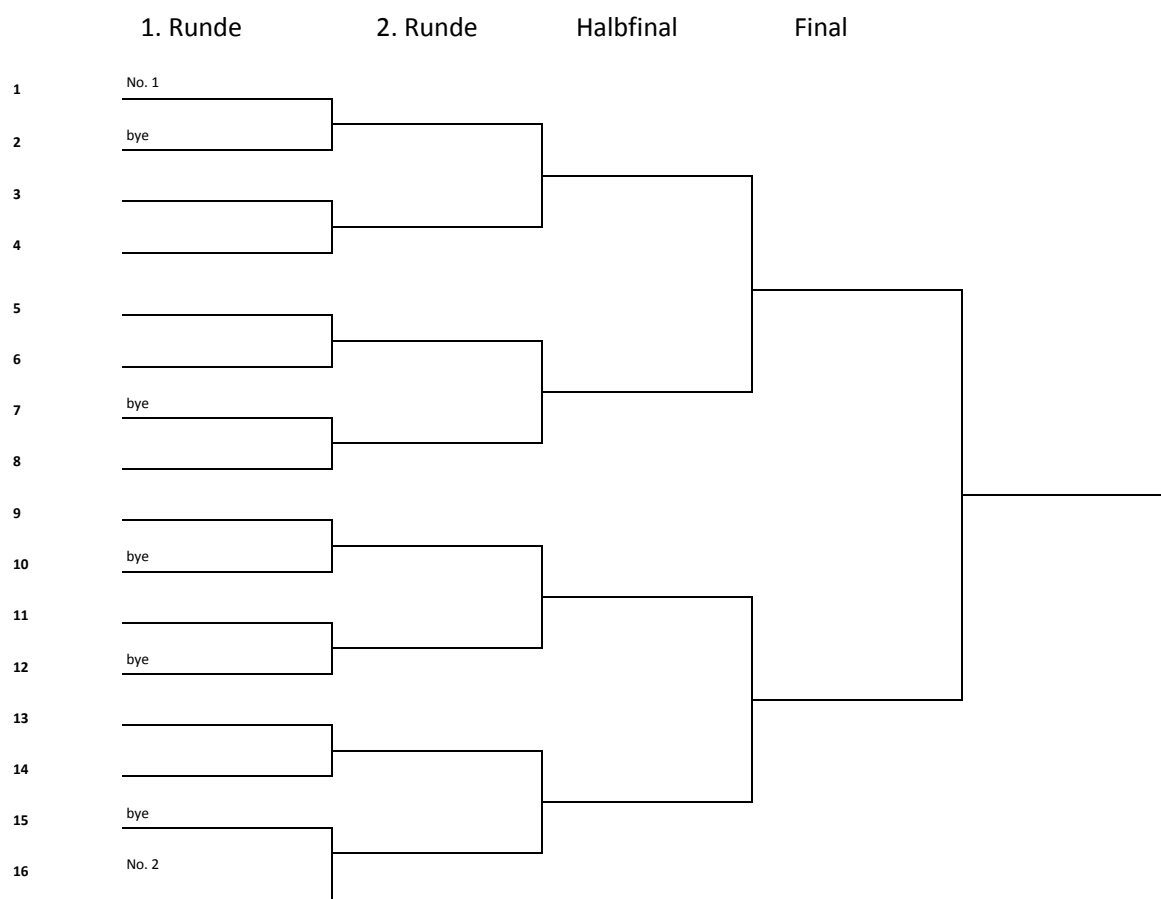 1. Runde 2. Runde Halbfinal Final
1 No. 1
2 bye
3
4
5
6
7 bye
8
9
10 bye
11
12 bye
13
14
15 bye
16 No. 2